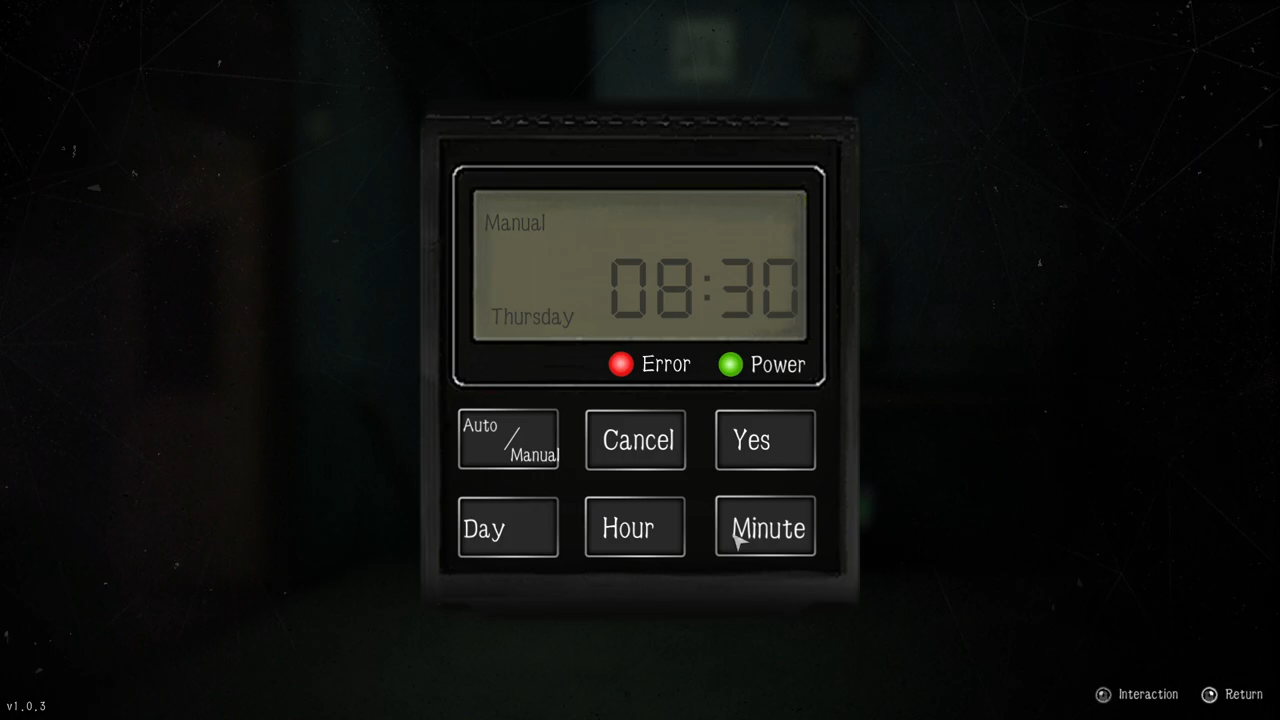 Manual
08:30
Thursday
Error Power
Auto / Manual
Cancel
Yes
Day
Hour
Minute
Interaction Return
v1.0.3